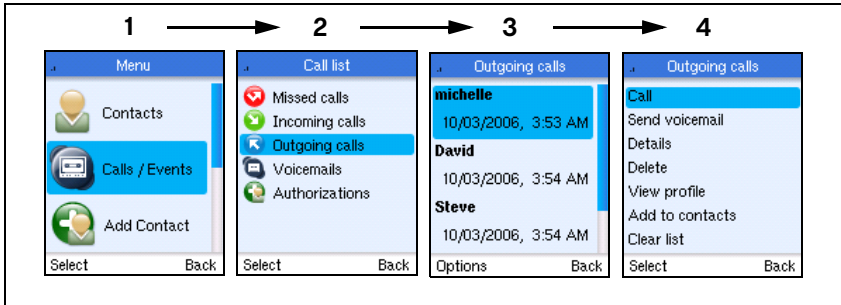 1 2 3 4
Menu
Contacts
Calls / Events
Add Contact
Select Back
Call list
Missed calls
Incoming calls
Outgoing calls
Voicemails
Authorizations
Select Back
Outgoing calls
michelle
10/03/2006, 3:53 AM
David
10/03/2006, 3:54 AM
Steve
10/03/2006, 3:54 AM
Options Back
Outgoing calls
Call
Send voicemail
Details
Delete
View profile
Add to contacts
Clear list
Select Back